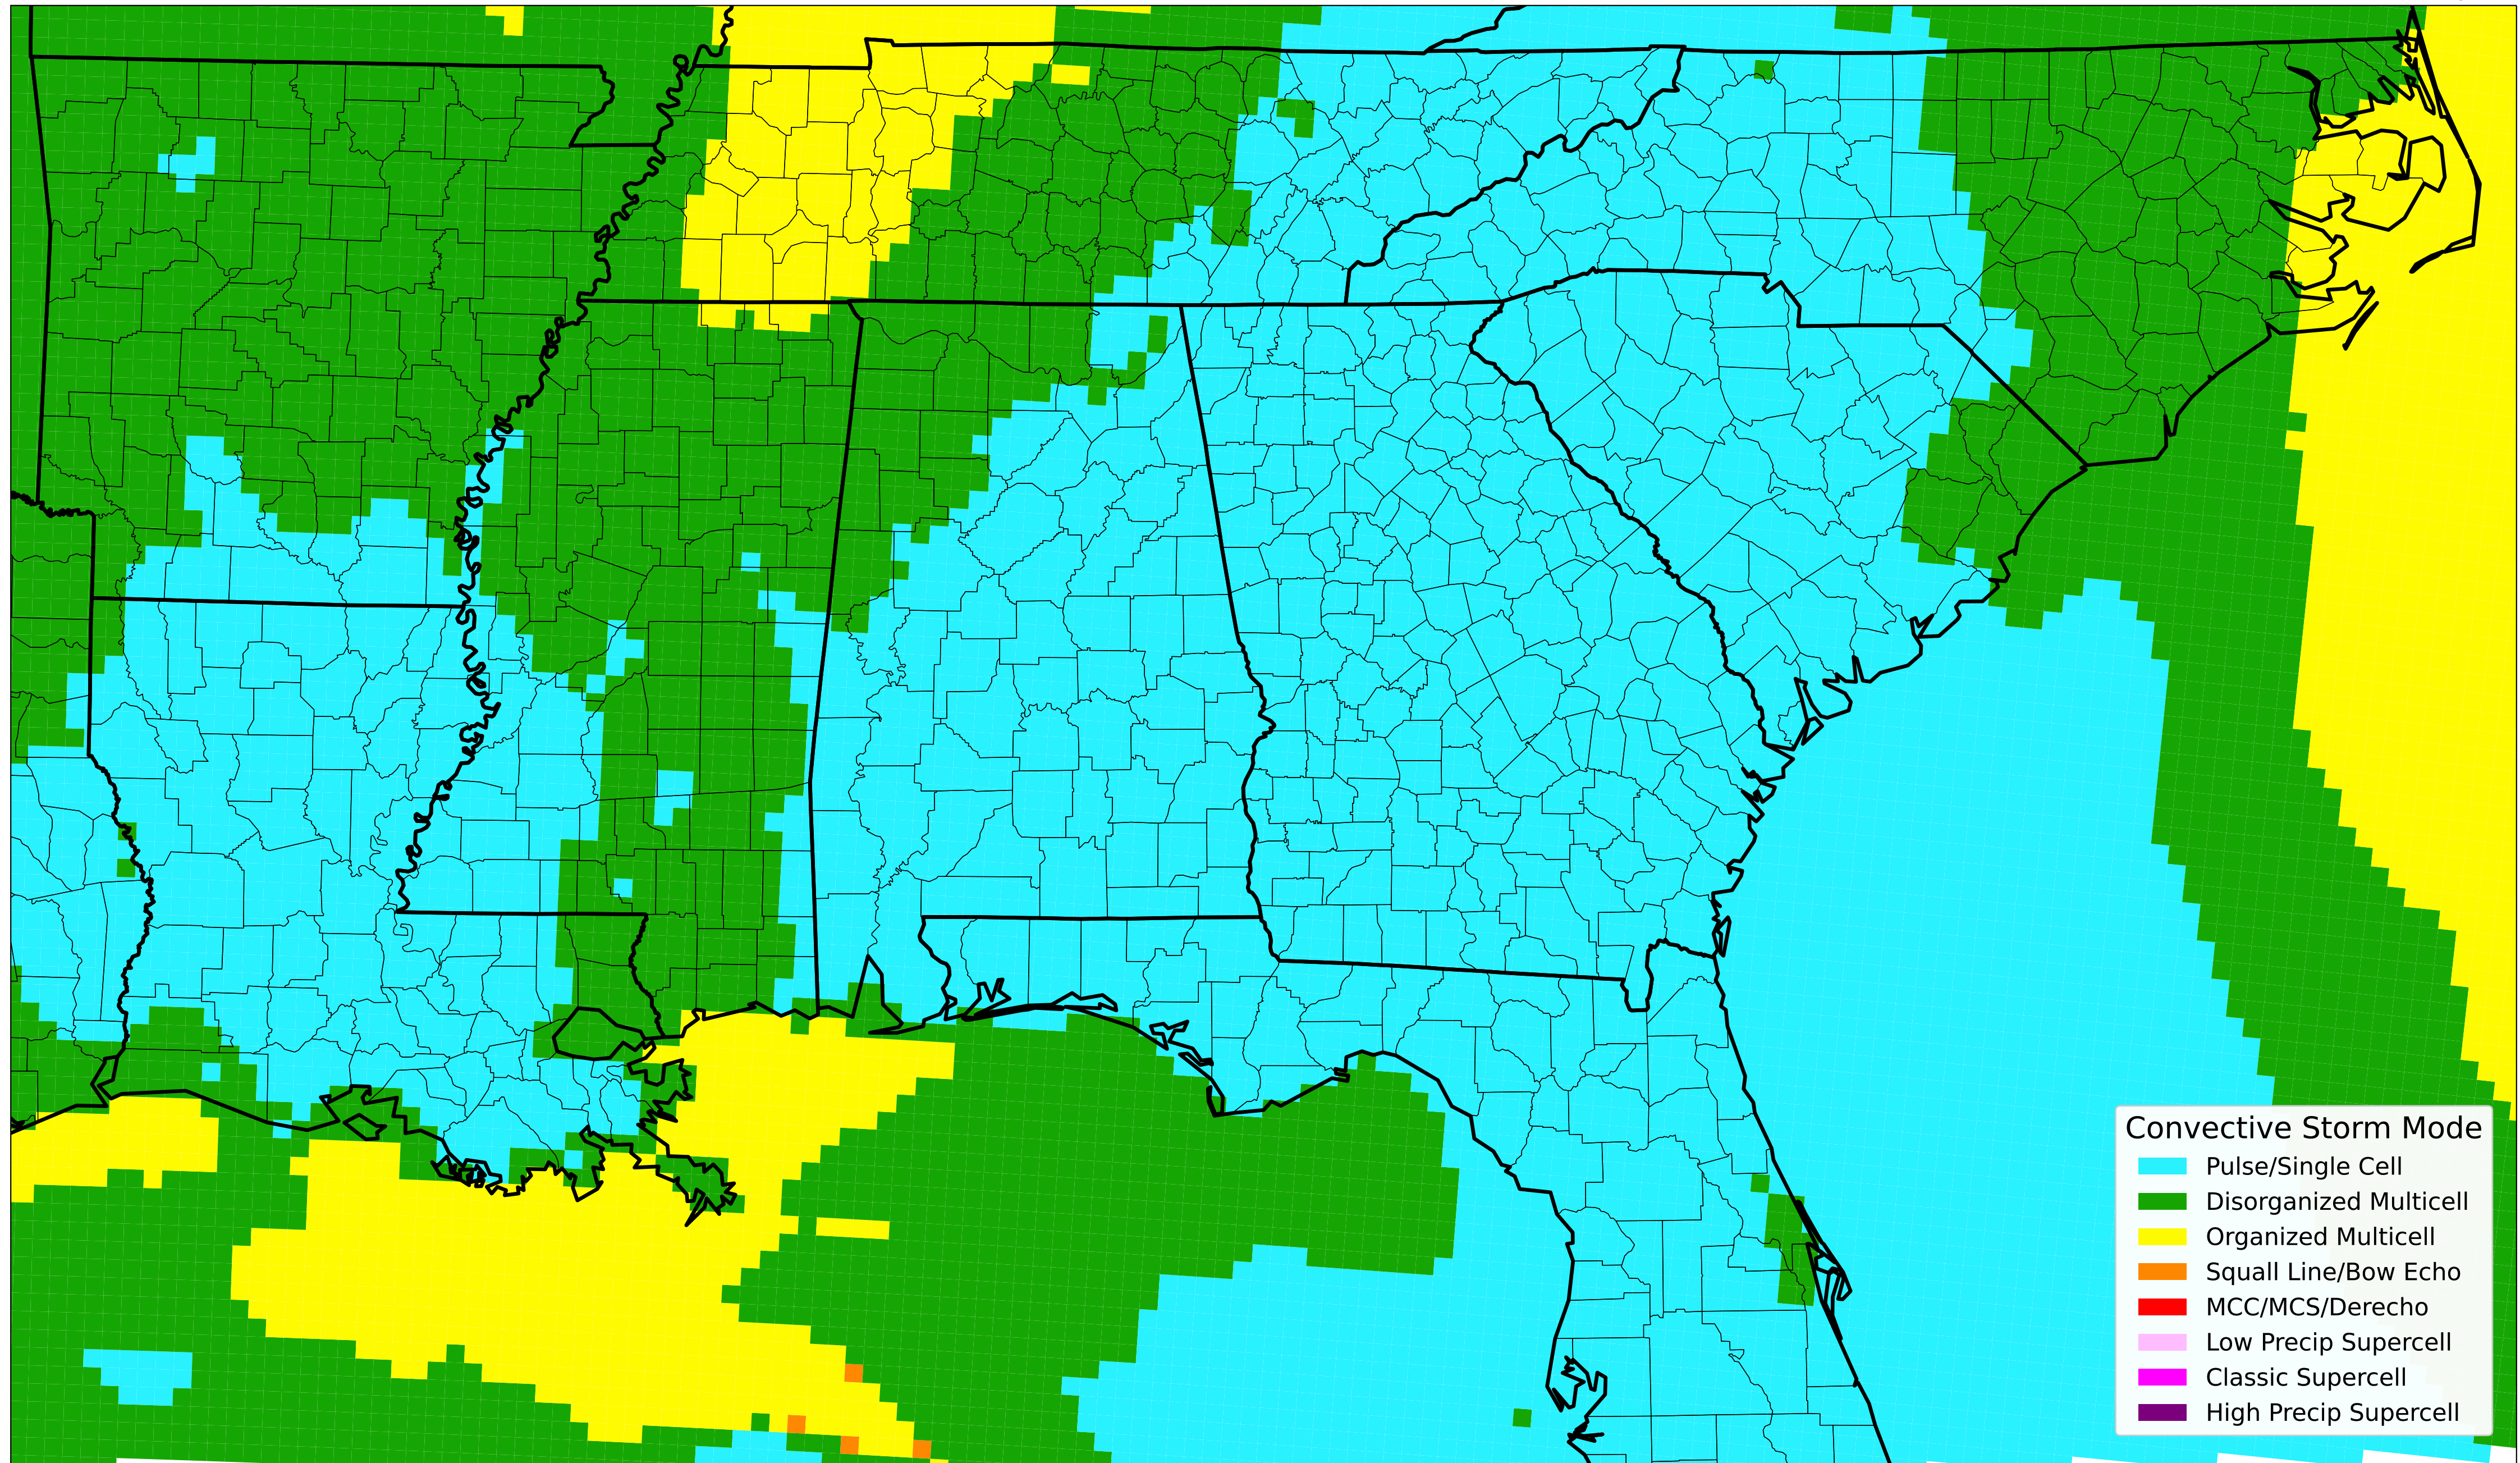 Convective Storm Mode
Pulse/Single Cell
Disorganized Multicell
Organized Multicell
Squall Line/Bow Echo
MCC/MCS/Derecho
Low Precip Supercell
Classic Supercell
High Precip Supercell